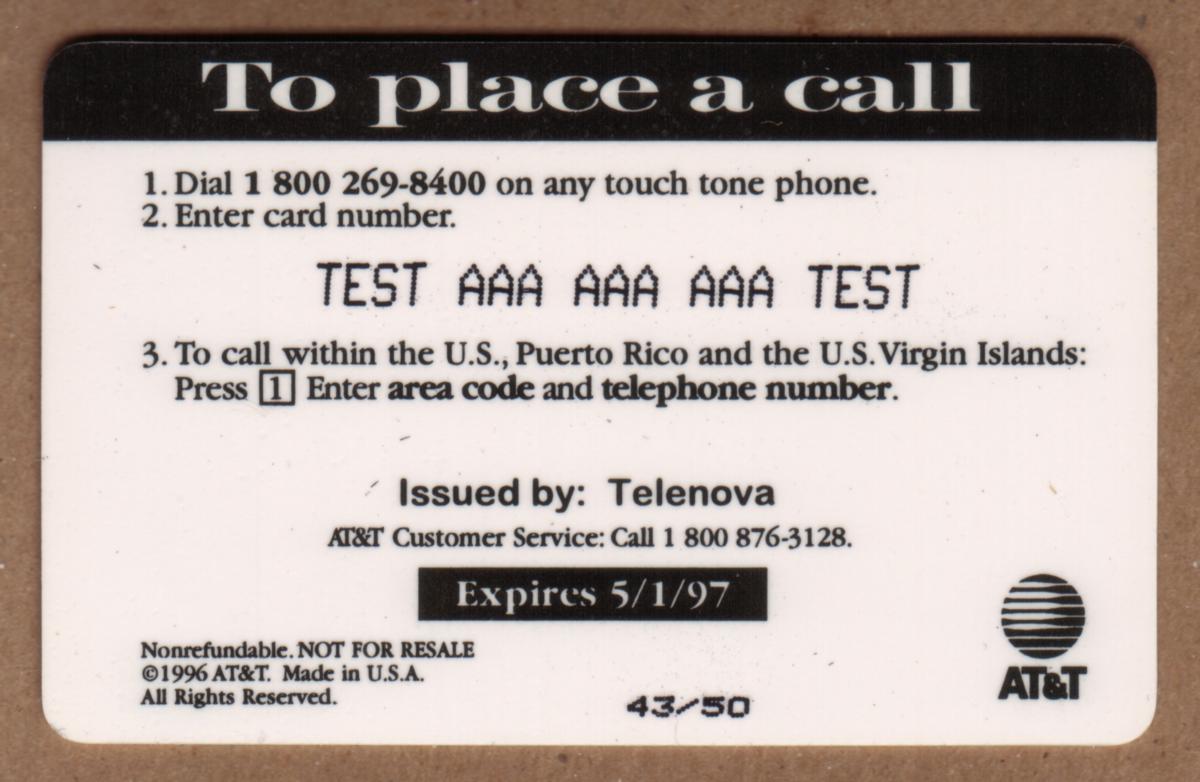 To place a call
1. Dial 1 800 269-8400 on any touch tone phone.
2. Enter card number.
TEST AAA AAA AAA TEST
3. To call within the U.S., Puerto Rico and the U.S. Virgin Islands:
Press 1 Enter area code and telephone number.
Issued by: Telenova
AT&T Customer Service: Call 1 800 876-3128.
Expires 5/1/97
Nonrefundable. NOT FOR RESALE
©1996 AT&T. Made in U.S.A.
All Rights Reserved.
43/50
AT&T